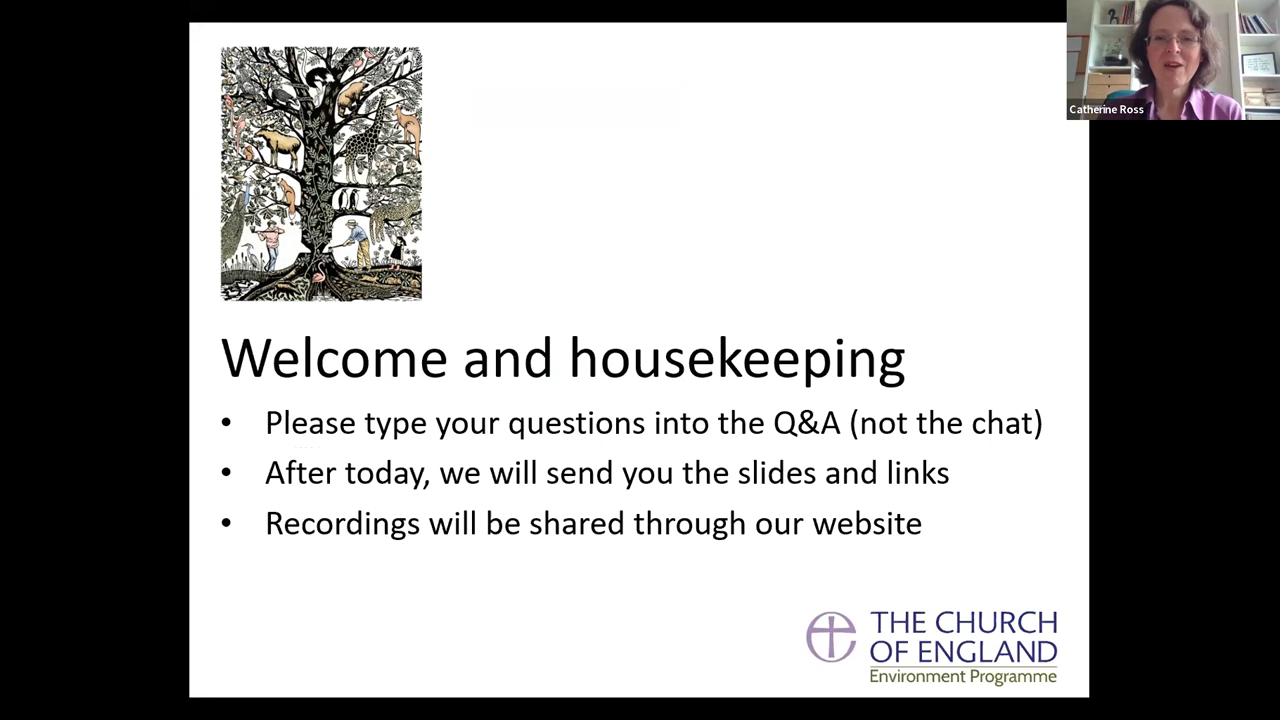 Catherine Ross
Welcome and housekeeping
• Please type your questions into the Q&A (not the chat)
• After today, we will send you the slides and links
• Recordings will be shared through our website
THE CHURCH
OF ENGLAND
Environment Programme